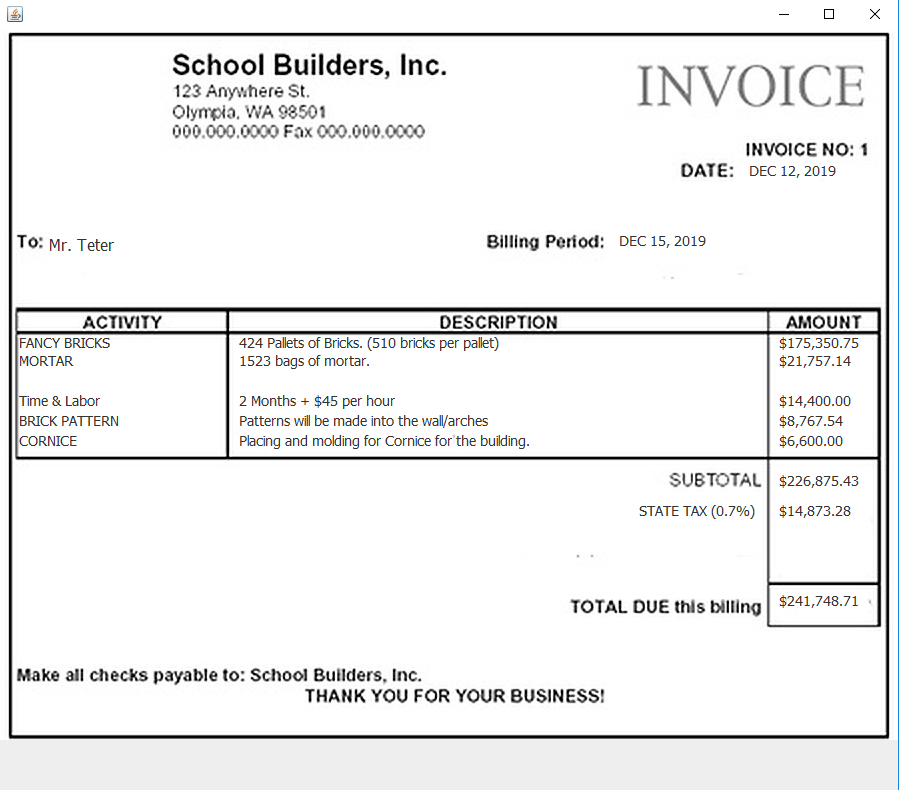 School Builders, Inc.
123 Anywhere St.
Olympia, WA 98501
000.000.0000 Fax 000.000.0000
INVOICE
INVOICE NO: 1
DATE: DEC 12, 2019
To: Mr. Teter
Billing Period: DEC 15, 2019
ACTIVITY DESCRIPTION AMOUNT
FANCY BRICKS 424 Pallets of Bricks. (510 bricks per pallet) $175,350.75
MORTAR 1523 bags of mortar. $21,757.14
Time & Labor 2 Months + $45 per hour $14,400.00
BRICK PATTERN Patterns will be made into the wall/arches $8,767.54
CORNICE Placing and molding for Cornice for the building. $6,600.00
SUBTOTAL $226,875.43
STATE TAX (0.7%) $14,873.28
TOTAL DUE this billing $241,748.71
Make all checks payable to: School Builders, Inc.
THANK YOU FOR YOUR BUSINESS!